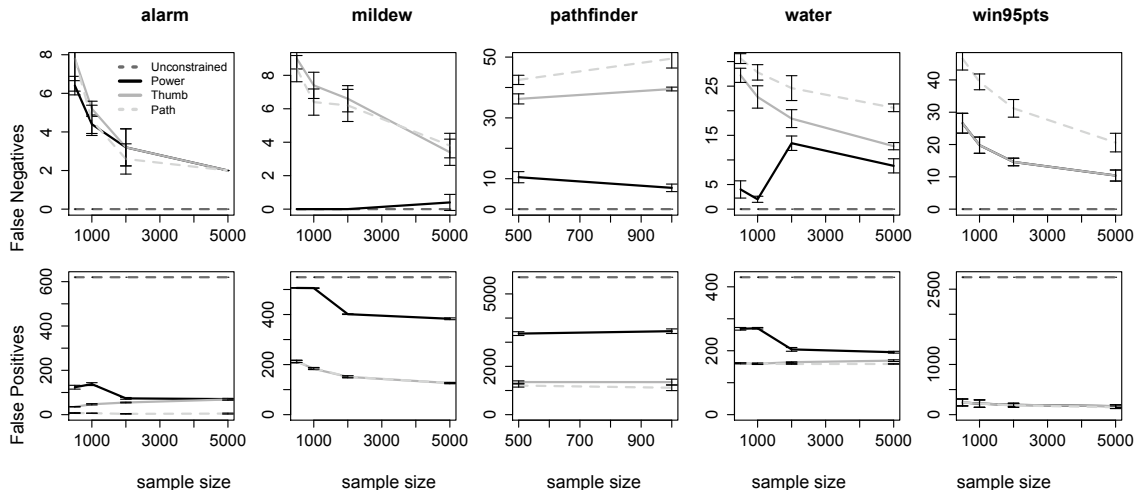 alarm mildew pathfinder water win95pts
False Negatives
0 2 4 6 8
Unconstrained
Power
Thumb
Path
1000 3000 5000
0 2 4 6 8
1000 3000 5000
0 10 20 30 40 50
500 700 900
0 5 15 25
1000 3000 5000
0 10 20 30 40
1000 3000 5000
False Positives
0 200 400 600
1000 3000 5000
0 200 400
1000 3000 5000
0 2000 5000
500 700 900
0 200 400
1000 3000 5000
0 1000 2500
1000 3000 5000
sample size sample size sample size sample size sample size